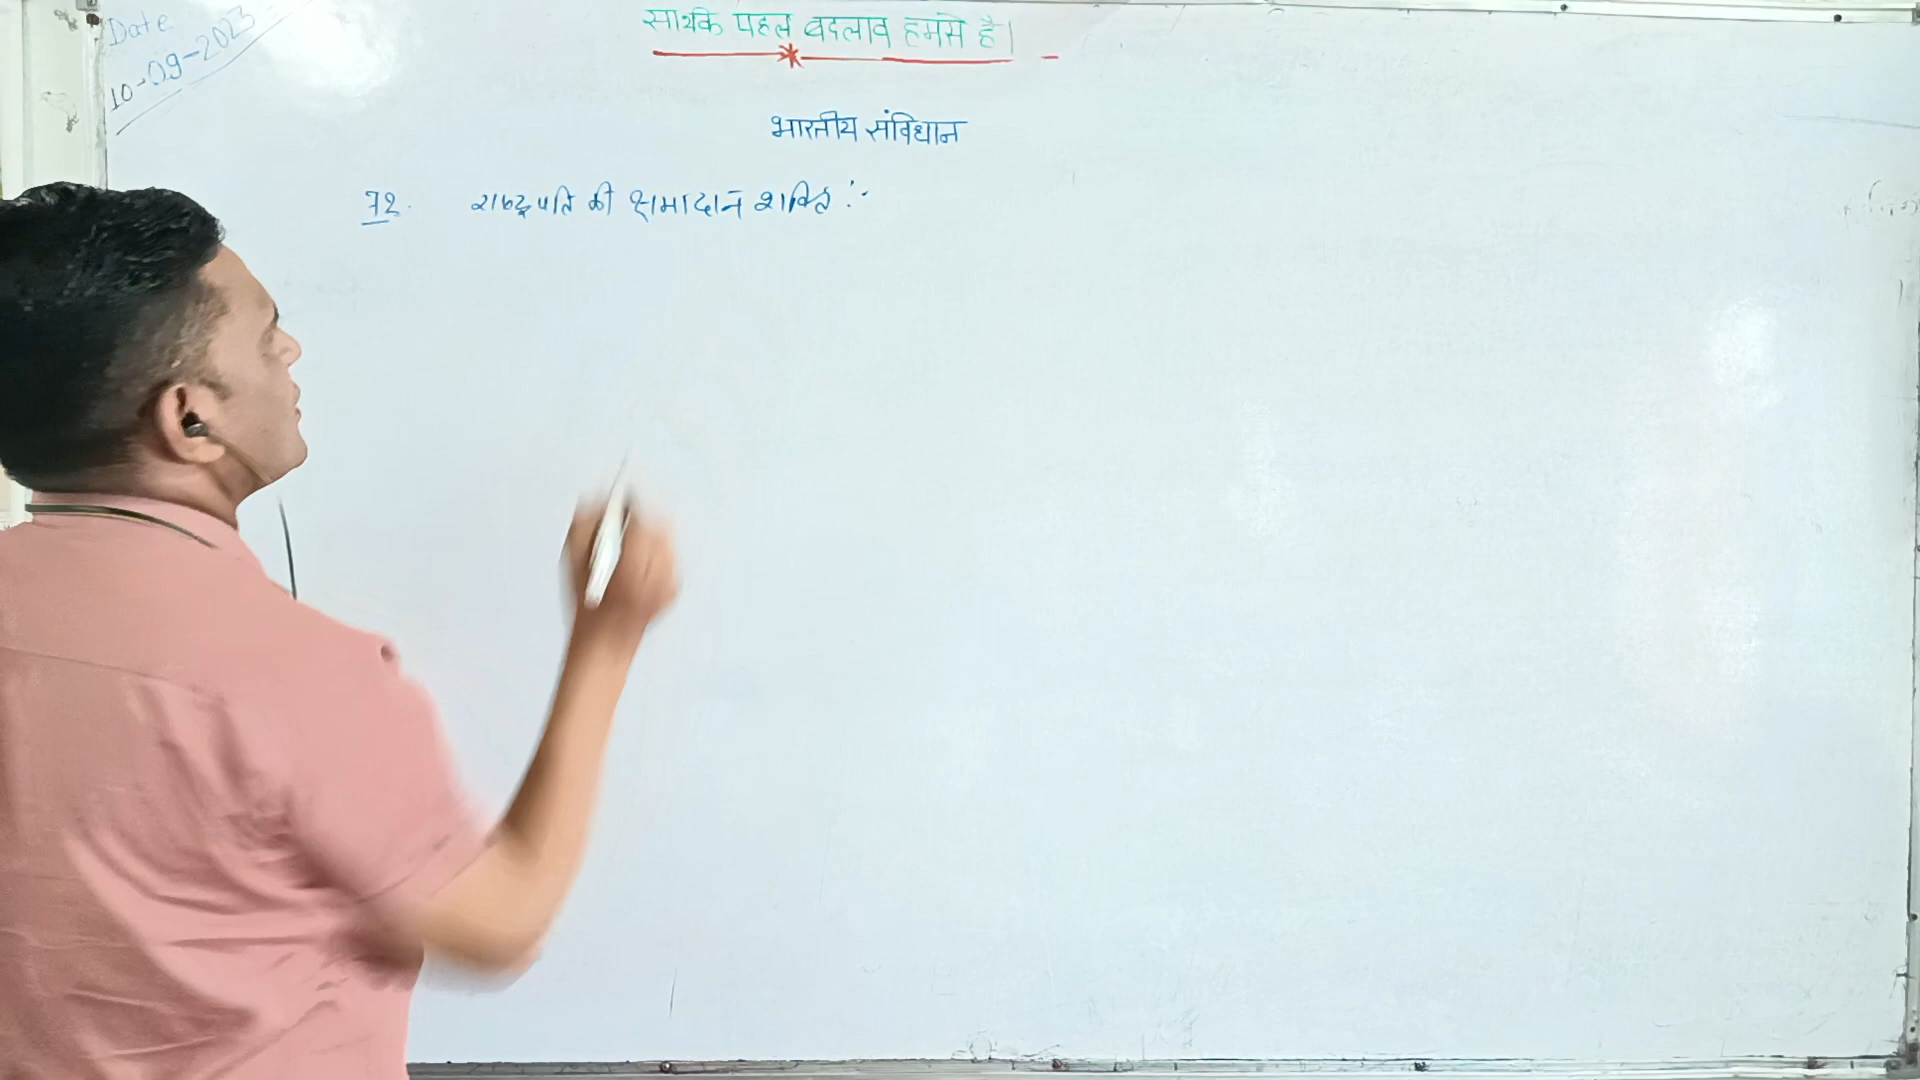 Date
10-09-2023
सार्थक पहल बदलाव हमसे है।
भारतीय संविधान
72. राष्ट्रपति की क्षमादान शक्ति :-